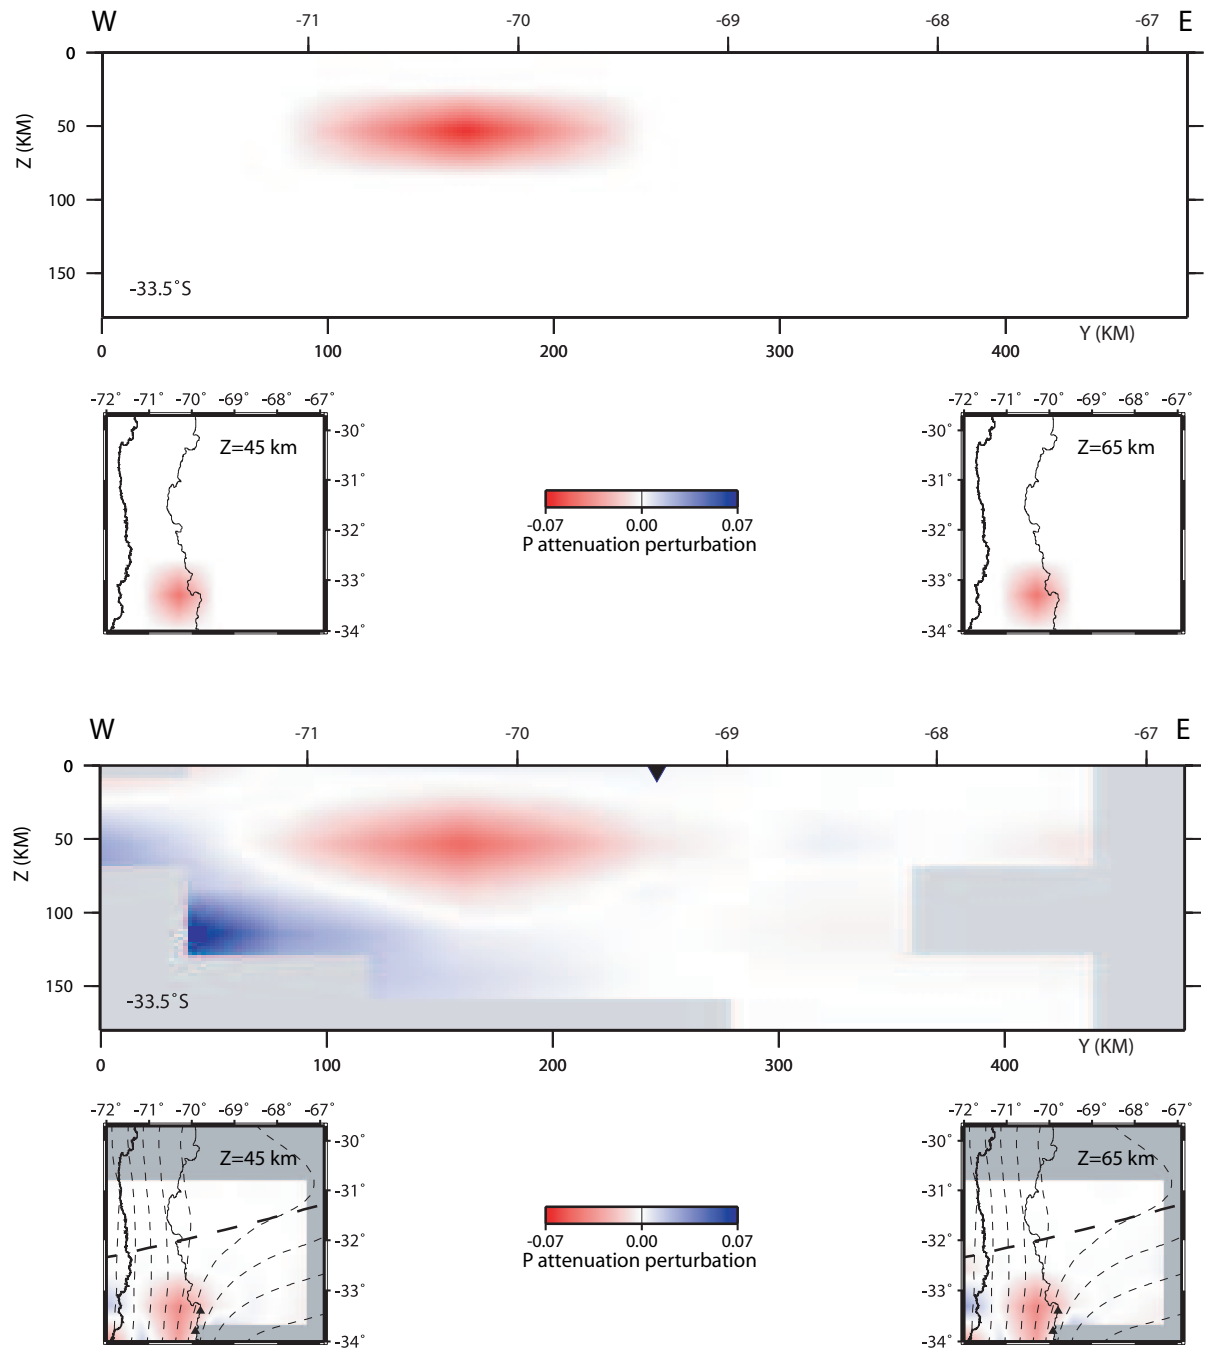 W -71 -70 -69 -68 -67 E
0
50
100
150
Z (KM)
-33.5˚S
0 100 200 300 400
Y (KM)
-72˚ -71˚ -70˚ -69˚ -68˚ -67˚
Z=45 km
-30˚
-31˚
-32˚
-33˚
-34˚
-0.07 0.00 0.07
P attenuation perturbation
-72˚ -71˚ -70˚ -69˚ -68˚ -67˚
Z=65 km
-30˚
-31˚
-32˚
-33˚
-34˚
W -71 -70 -69 -68 -67 E
0
50
100
150
Z (KM)
-33.5˚S
0 100 200 300 400
Y (KM)
-72˚ -71˚ -70˚ -69˚ -68˚ -67˚
Z=45 km
-30˚
-31˚
-32˚
-33˚
-34˚
-0.07 0.00 0.07
P attenuation perturbation
-72˚ -71˚ -70˚ -69˚ -68˚ -67˚
Z=65 km
-30˚
-31˚
-32˚
-33˚
-34˚